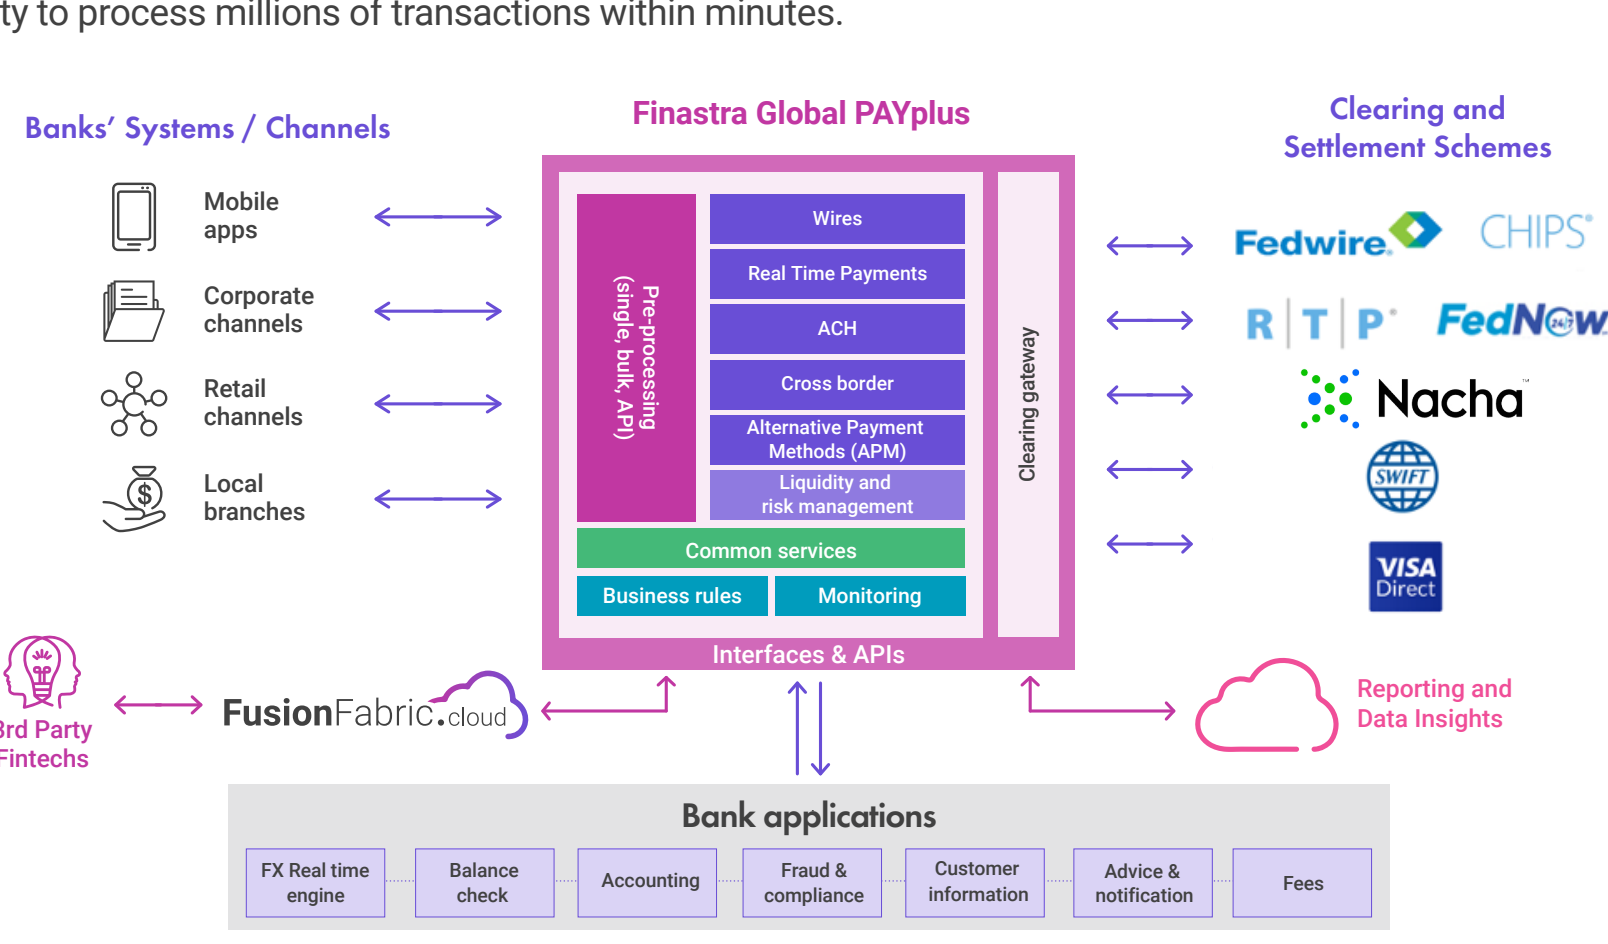 to process millions of transactions within minutes.
Banks' Systems / Channels
Mobile
apps
Corporate
channels
Retail
channels
Local
branches
$
Finastra Global PAYplus
Pre-processing
(single, bulk, API)
Wires
Real Time Payments
ACH
Cross border
Alternative Payment
Methods (APM)
Liquidity and
risk management
Common services
Business rules
Monitoring
Clearing gateway
Interfaces & APIs
Clearing and
Settlement Schemes
Fedwire®
CHIPS®
R|T|P®
FedNow
24/7
Nacha™
SWIFT
VISA
Direct
3rd Party
Fintechs
FusionFabric.cloud
Reporting and
Data Insights
Bank applications
FX Real time
engine
Balance
check
Accounting
Fraud &
compliance
Customer
information
Advice &
notification
Fees